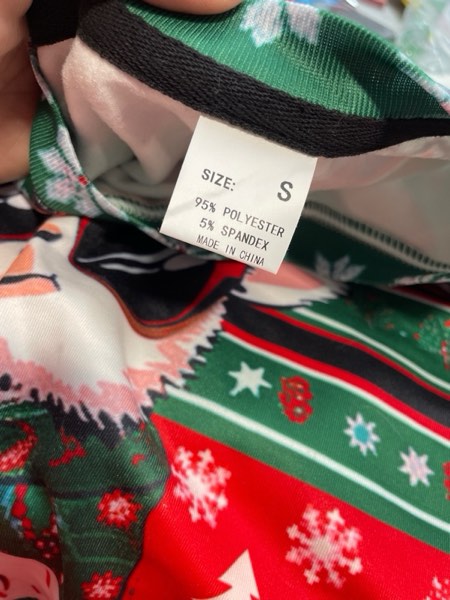 SIZE: S
95% POLYESTER
5% SPANDEX
MADE IN CHINA